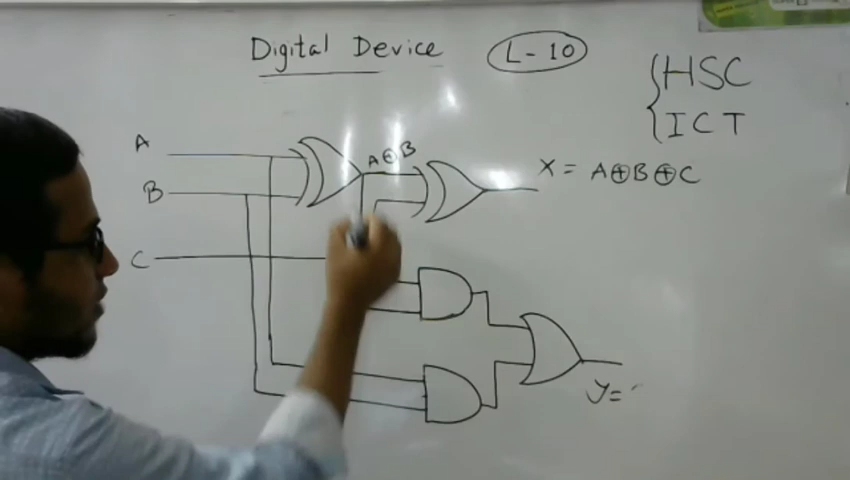 Digital Device L-10
HSC
ICT
A
A⊕B
X = A⊕B⊕C
B
C
Y=